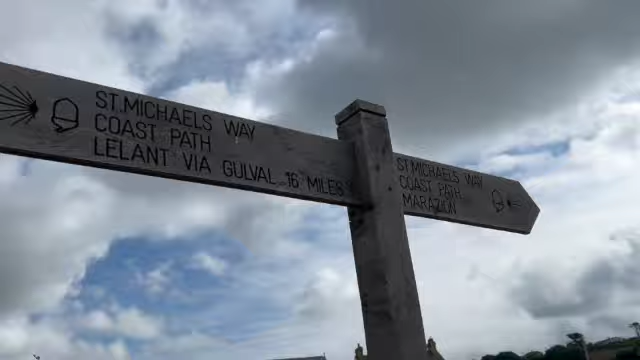 ST.MICHAELS WAY
COAST PATH
LELANT VIA GULVAL 16 MILES
ST.MICHAELS WAY
COAST PATH
MARAZION